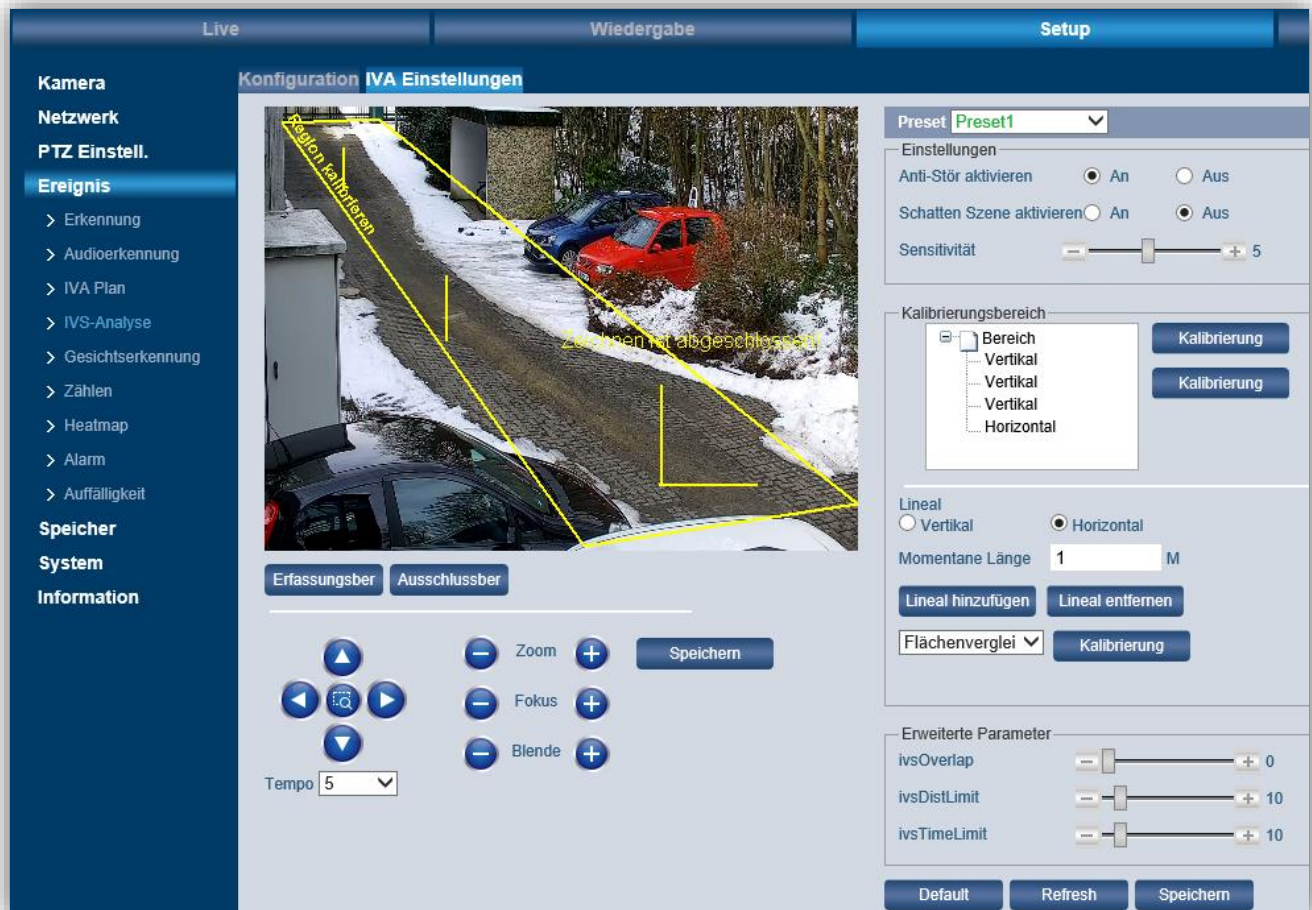 Live
Wiedergabe
Setup
Kamera
Netzwerk
PTZ Einstell.
Ereignis
Erkennung
Audioerkennung
IVA Plan
IVS-Analyse
Gesichtserkennung
Zählen
Heatmap
Alarm
Auffälligkeit
Speicher
System
Information
Konfiguration
IVA Einstellungen
Region kalibrieren
Zeichnen ist abgeschlossen!
Erfassungsber
Ausschlussber
Zoom
Fokus
Blende
Speichern
Tempo 5
Preset Preset1
Einstellungen
Anti-Stör aktivieren An Aus
Schatten Szene aktivieren An Aus
Sensitivität 5
Kalibrierungsbereich
Bereich
Vertikal
Vertikal
Vertikal
Horizontal
Kalibrierung
Kalibrierung
Lineal
Vertikal Horizontal
Momentane Länge 1 M
Lineal hinzufügen
Lineal entfernen
Flächenverglei
Kalibrierung
Erweiterte Parameter
ivsOverlap 0
ivsDistLimit 10
ivsTimeLimit 10
Default
Refresh
Speichern